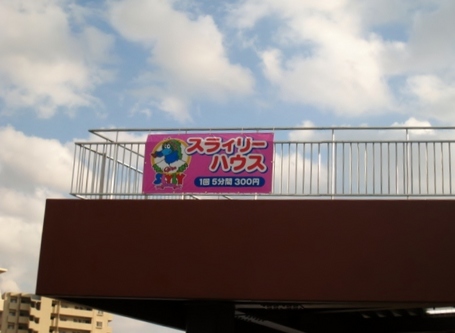 スライリー
ハウス
1回 5分間 300円